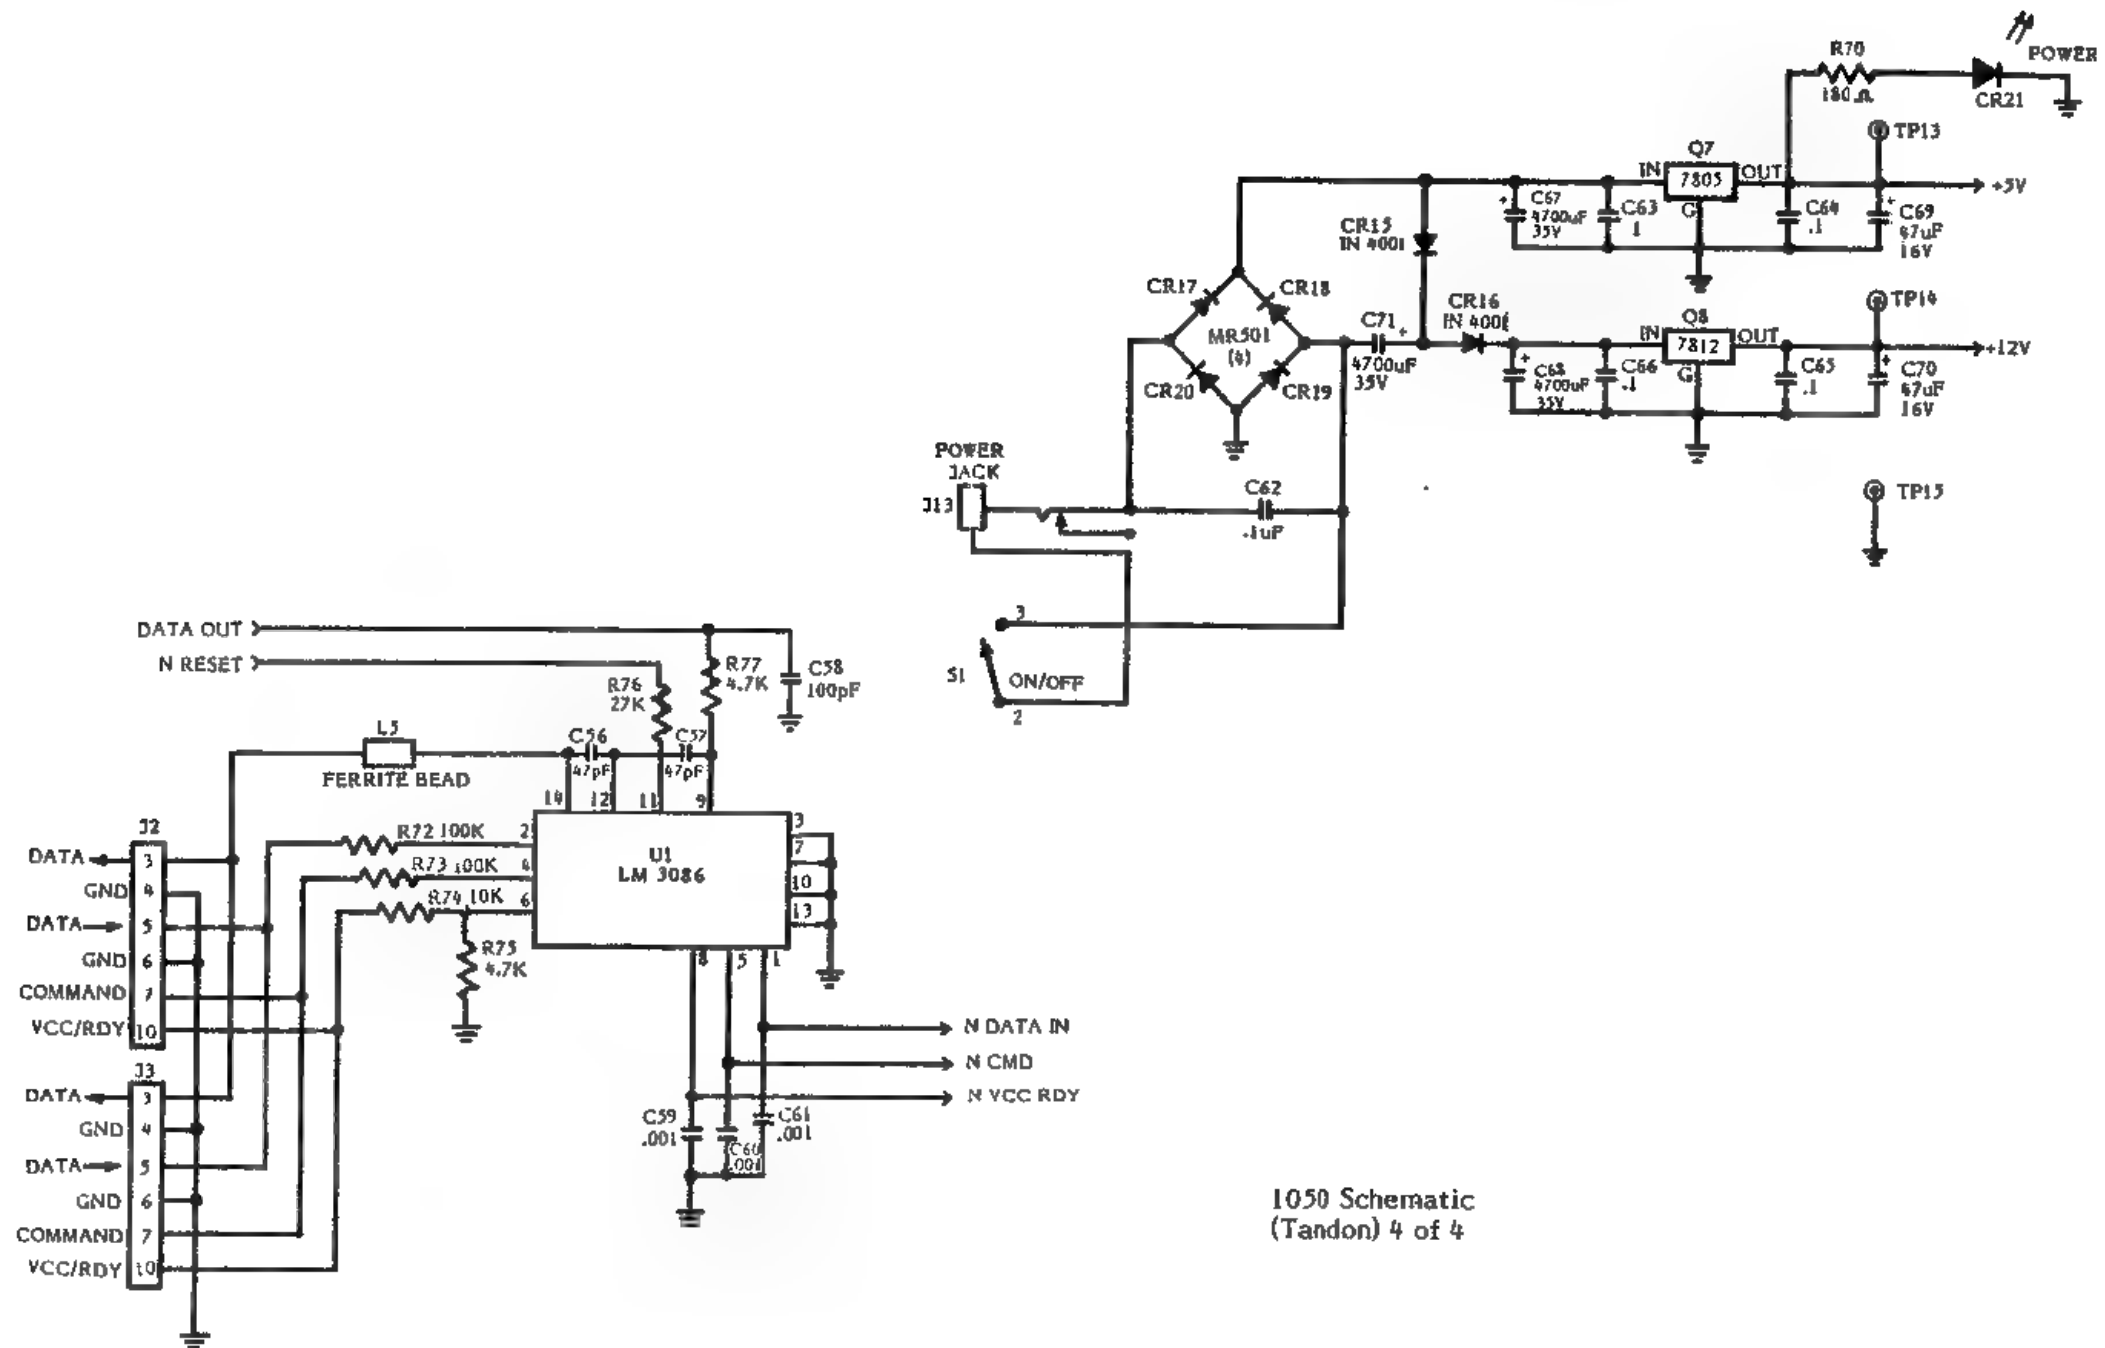 R70
180 Ω
POWER
CR21
TP13
Q7
IN
7805
OUT
G
+5V
C67
4700uF
35V
C63
.1
C64
.1
C69
47uF
16V
CR15
IN 4001
CR17
CR18
MR501
(4)
CR20
CR19
C71
4700uF
35V
CR16
IN 4001
TP14
Q8
IN
7812
OUT
G
+12V
C68
4700uF
35V
C66
.1
C65
.1
C70
47uF
16V
POWER
JACK
J13
C62
.1uF
TP15
3
S1
ON/OFF
2
DATA OUT
N RESET
R76
27K
R77
4.7K
C58
100pF
L5
FERRITE BEAD
C56
47pF
C57
47pF
14
12
11
9
R72 100K
2
R73 100K
4
R74 10K
6
U1
LM 3086
3
7
10
13
R75
4.7K
8
5
1
J2
DATA
3
GND
4
DATA
5
GND
6
COMMAND
7
VCC/RDY
10
J3
DATA
3
GND
4
DATA
5
GND
6
COMMAND
7
VCC/RDY
10
N DATA IN
N CMD
N VCC RDY
C59
.001
C60
.001
C61
.001
1050 Schematic
(Tandon) 4 of 4